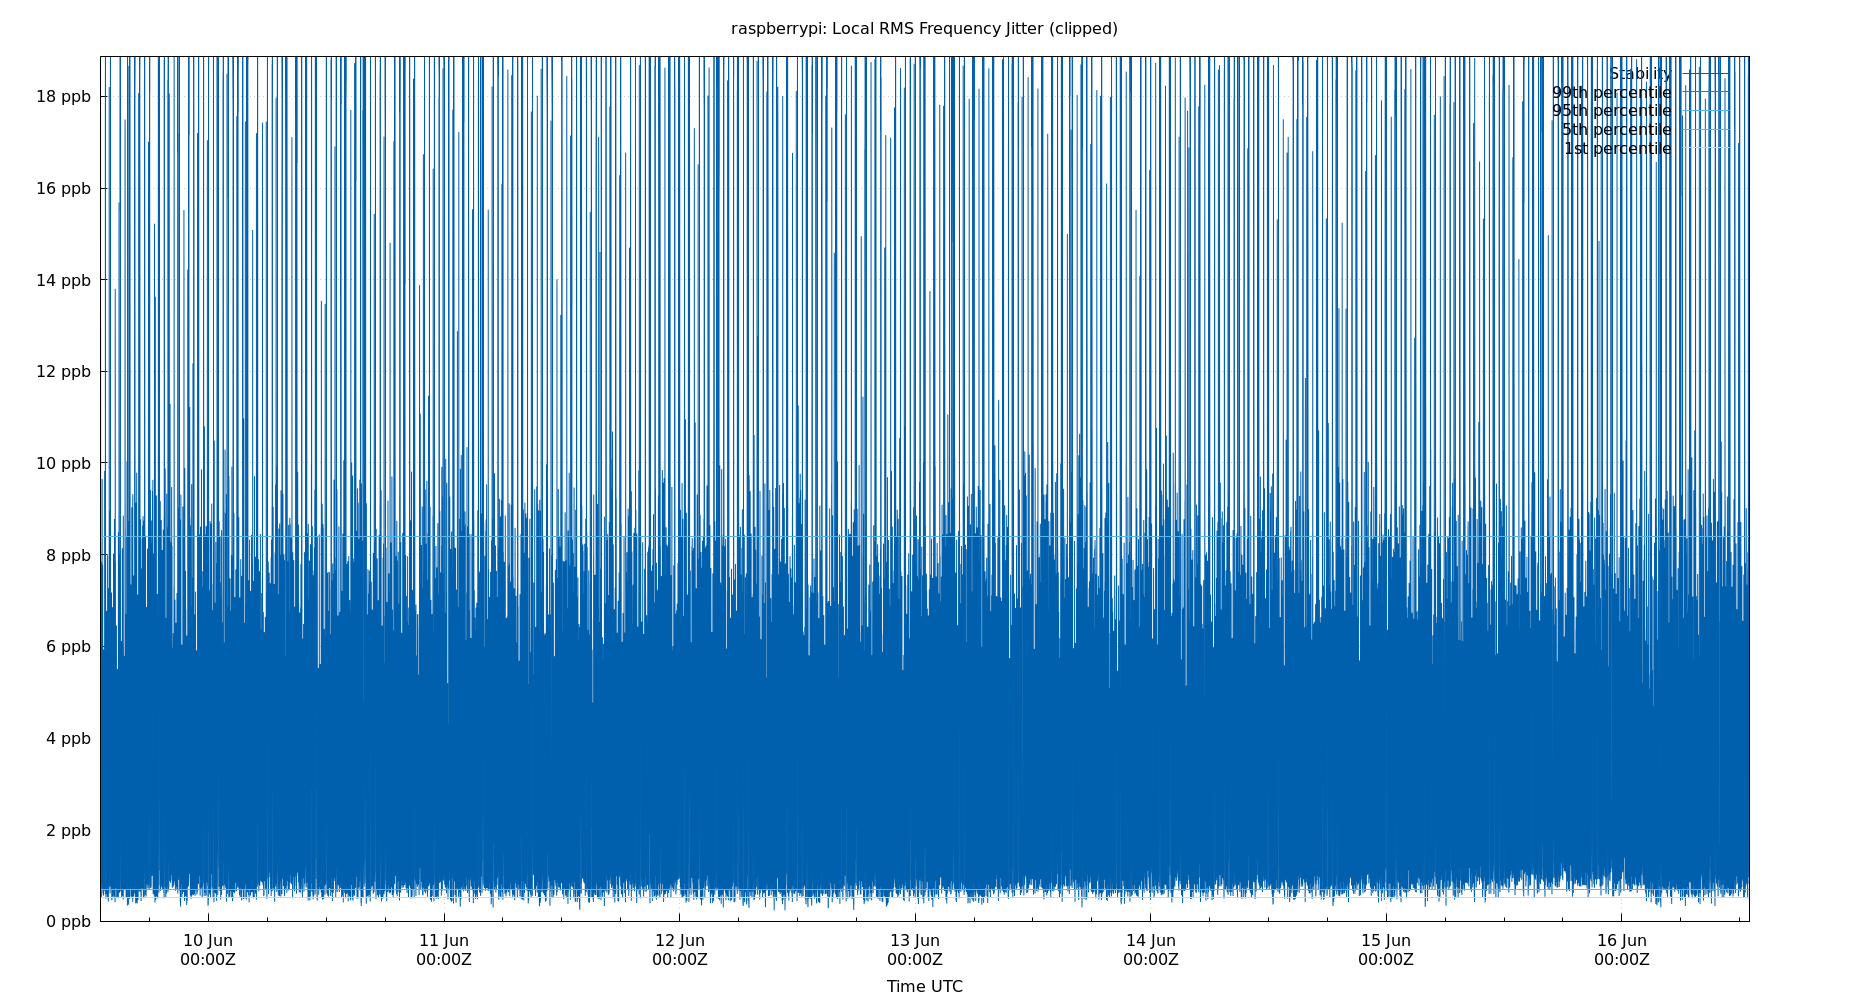 raspberrypi: Local RMS Frequency Jitter (clipped)
18 ppb
16 ppb
14 ppb
12 ppb
10 ppb
8 ppb
6 ppb
4 ppb
2 ppb
0 ppb
Stability
99th percentile
95th percentile
5th percentile
1st percentile
10 Jun 11 Jun 12 Jun 13 Jun 14 Jun 15 Jun 16 Jun
00:00Z 00:00Z 00:00Z 00:00Z 00:00Z 00:00Z 00:00Z
Time UTC